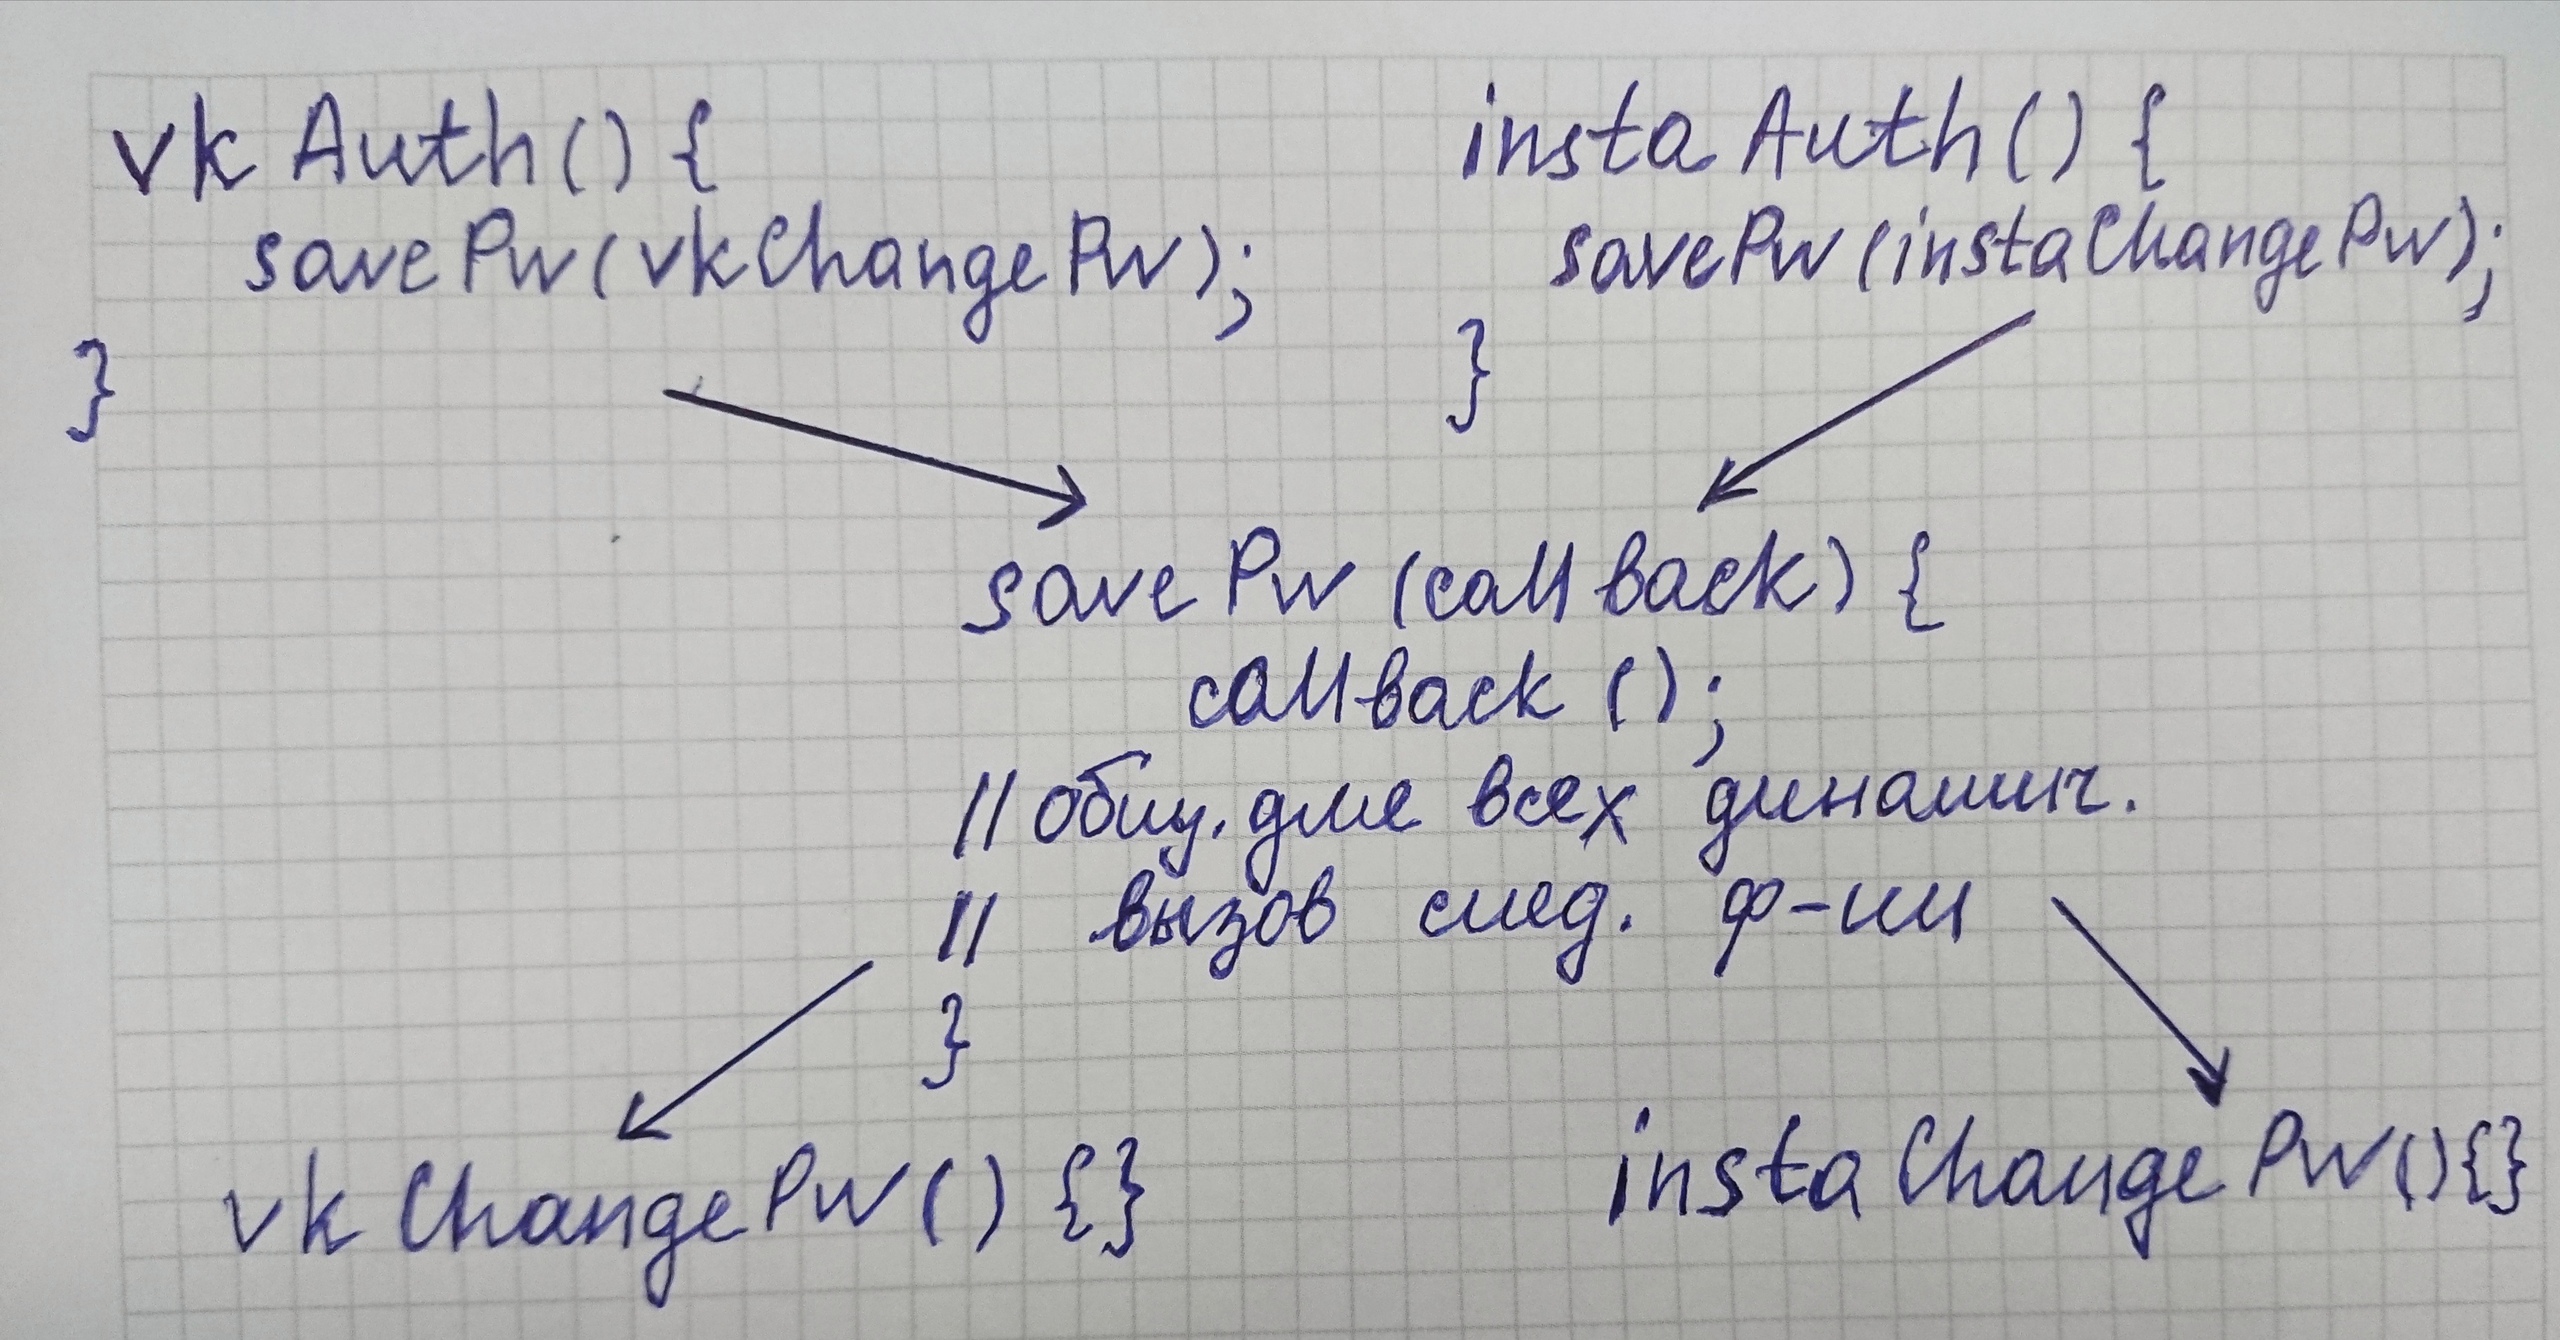 vkAuth() {
savePw(vkChangePw);
}
instaAuth() {
savePw(instaChangePw);
}
savePw (callback) {
callback ();
// общ. для всех динамич.
// вызов след. ф-ии
}
vkChangePw() {}
instaChangePw() {}